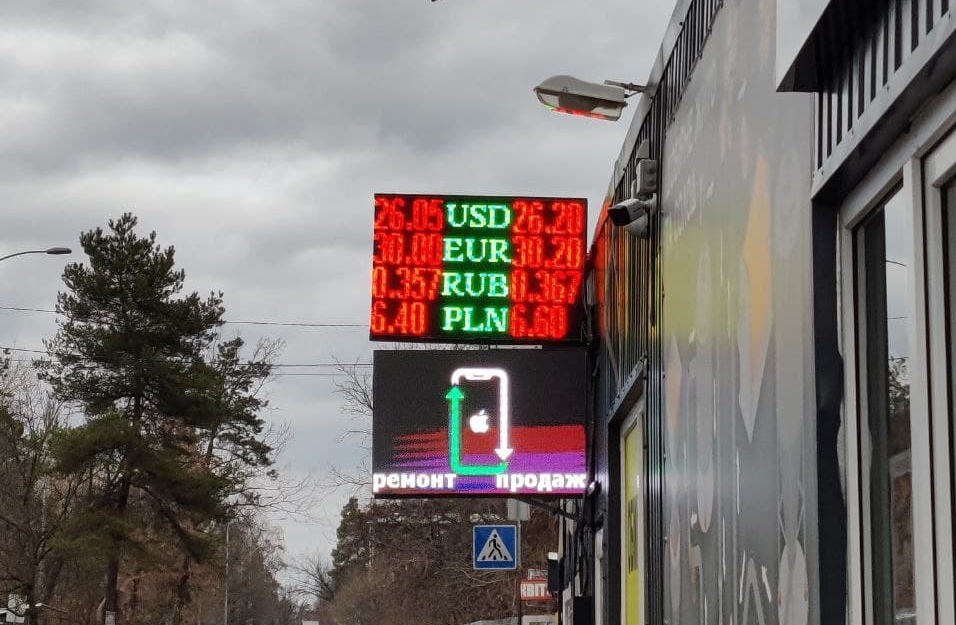 26.05 USD 26.20
30.00 EUR 30.20
0.357 RUB 0.367
6.40 PLN 6.60
ремонт продаж
КВІТИ